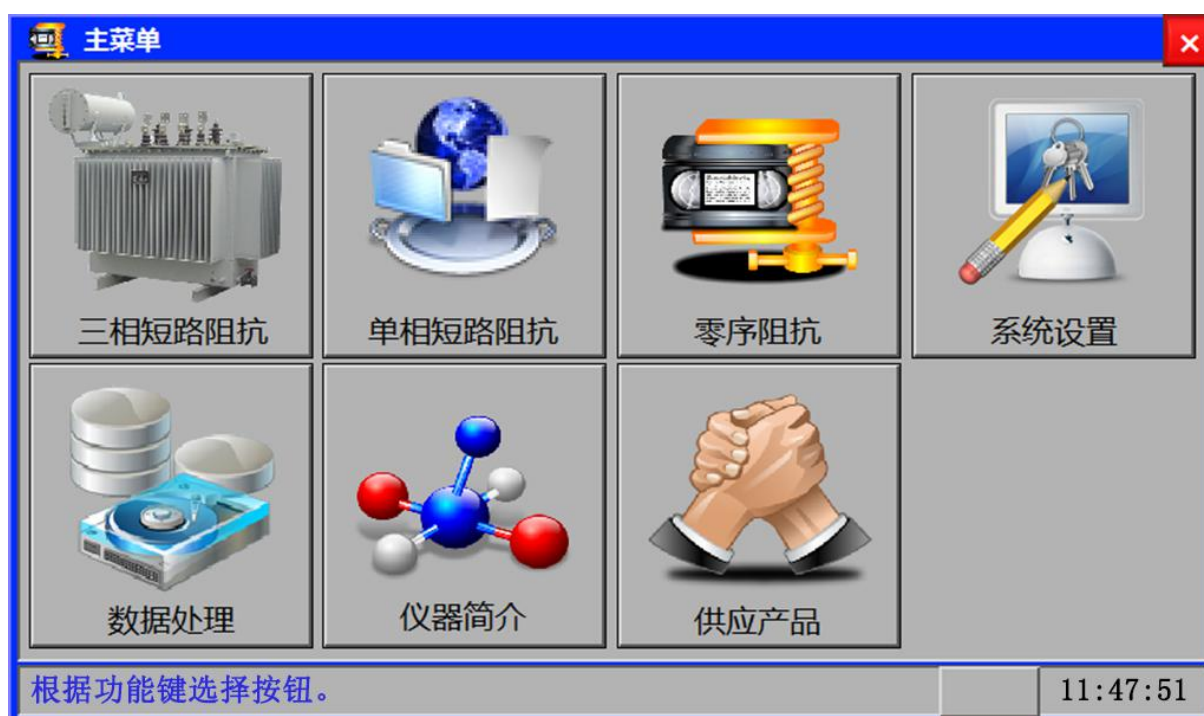 主菜单
三相短路阻抗
单相短路阻抗
零序阻抗
系统设置
数据处理
仪器简介
供应产品
根据功能键选择按钮。
11:47:51